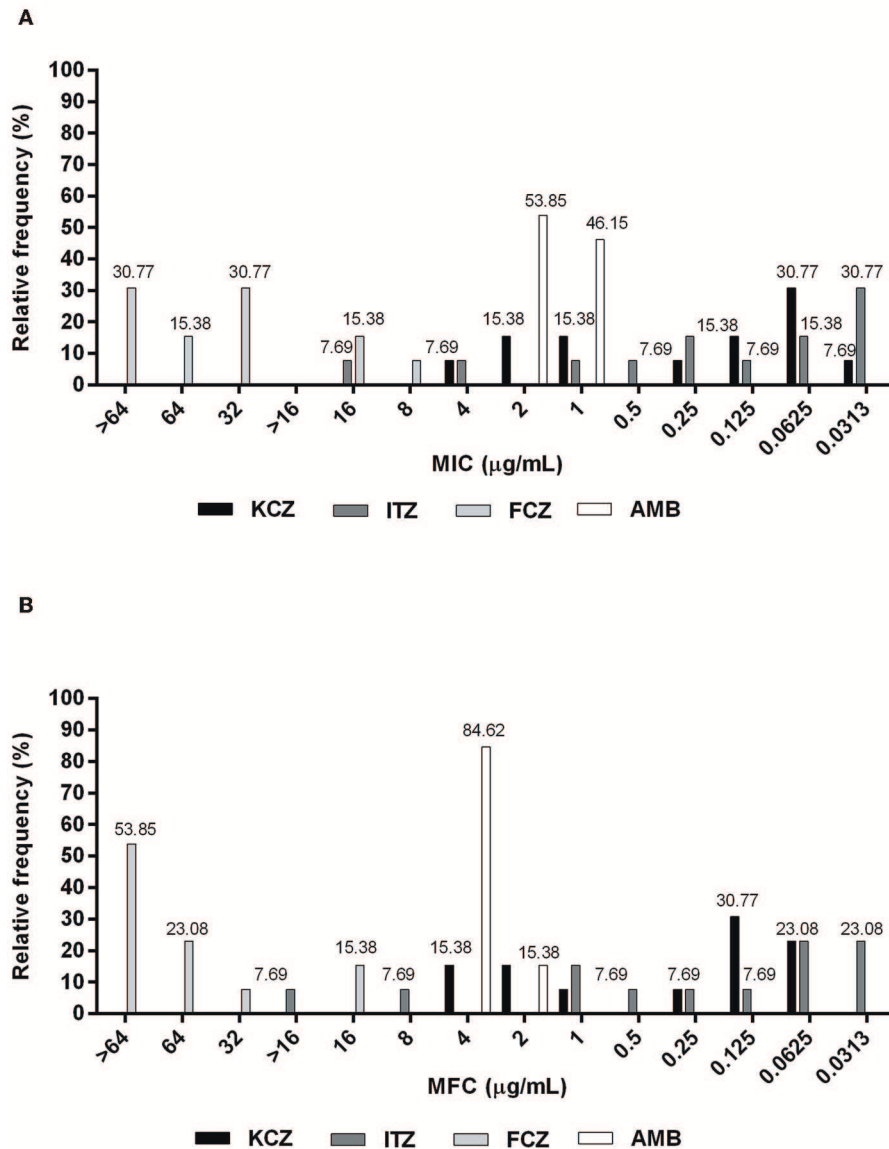 A
Relative frequency (%)
100
90
80
70
60
50
40
30
20
10
0
53.85
46.15
30.77 30.77 30.77 30.77
15.38 15.38 15.38 15.38 15.38 15.38
7.69 7.69 7.69 7.69 7.69
>64 64 32 >16 16 8 4 2 1 0.5 0.25 0.125 0.0625 0.0313
MIC (µg/mL)
KCZ ITZ FCZ AMB
B
Relative frequency (%)
100
90
80
70
60
50
40
30
20
10
0
84.62
53.85
30.77
23.08 23.08 23.08
15.38 15.38 15.38
7.69 7.69 7.69 7.69 7.69
>64 64 32 >16 16 8 4 2 1 0.5 0.25 0.125 0.0625 0.0313
MFC (µg/mL)
KCZ ITZ FCZ AMB